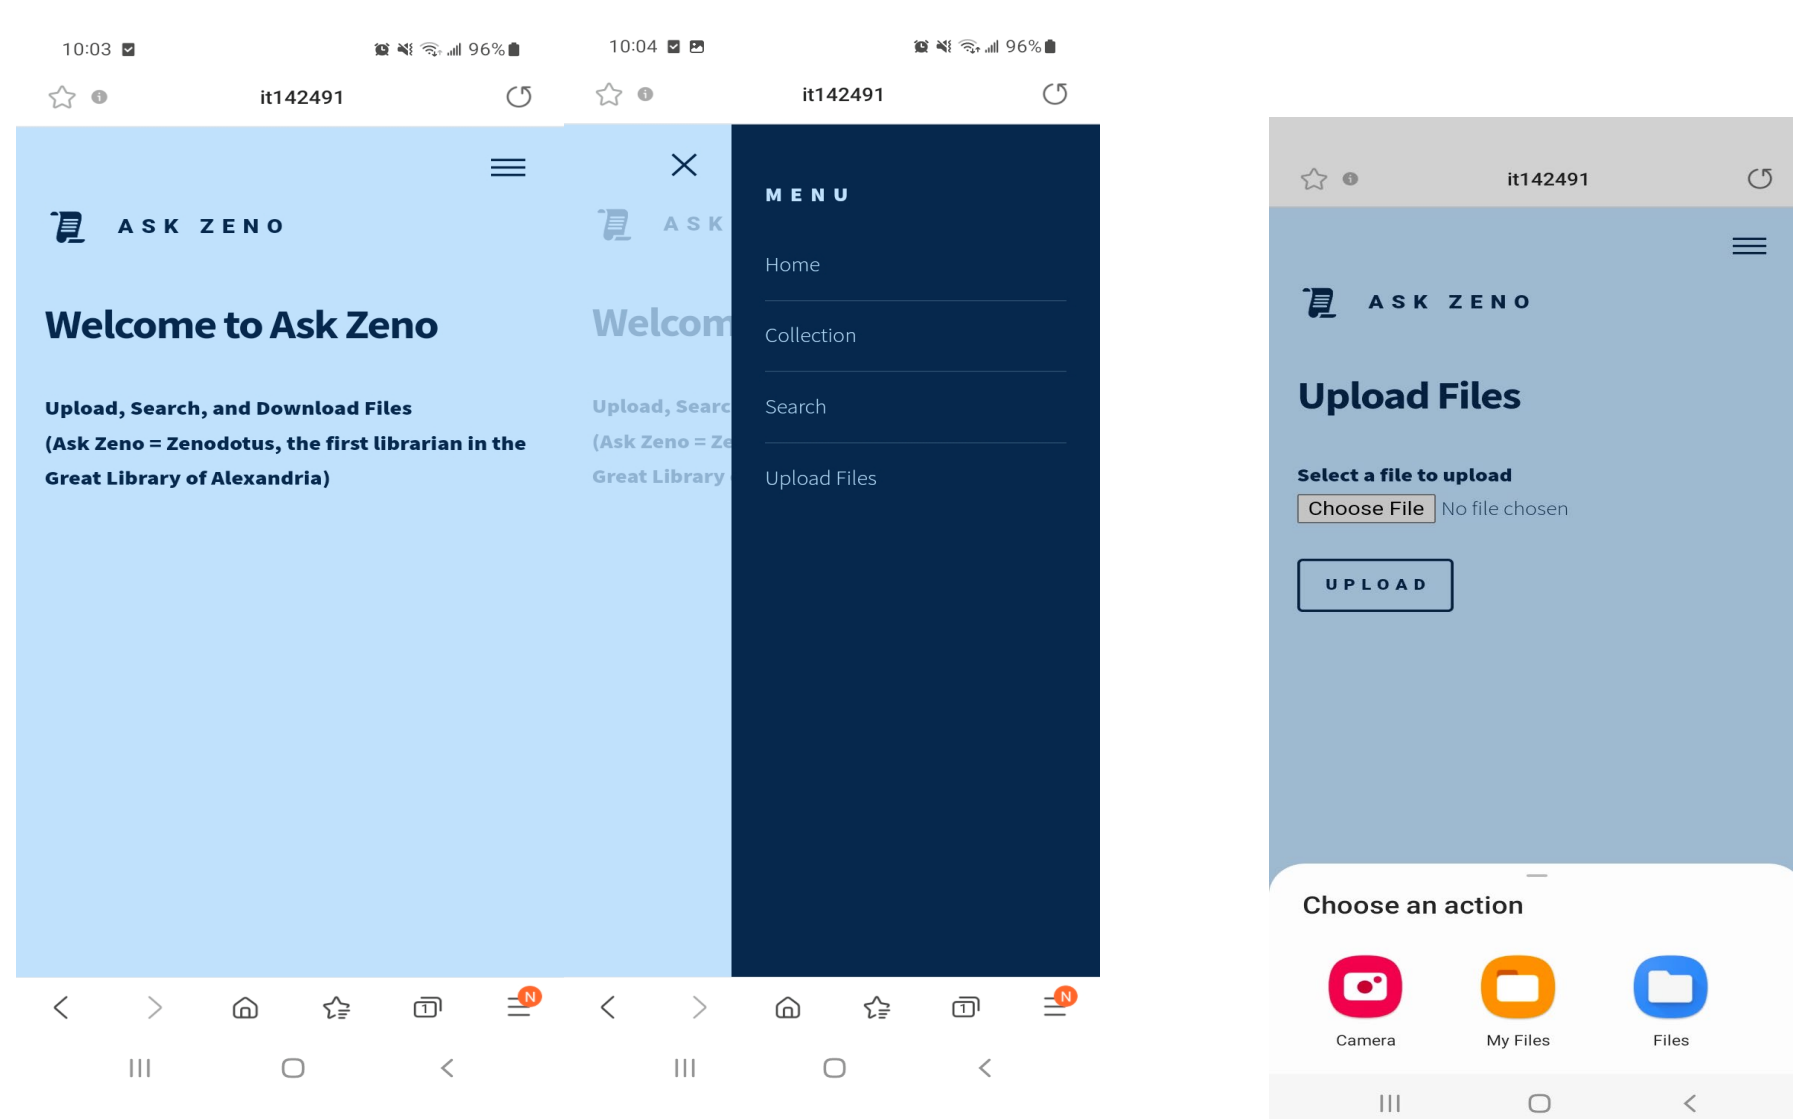 10:03
96%
it142491
ASK ZENO
Welcome to Ask Zeno
Upload, Search, and Download Files
(Ask Zeno = Zenodotus, the first librarian in the
Great Library of Alexandria)
1
N
10:04
96%
it142491
ASK
Welcom
Upload, Searc
(Ask Zeno = Ze
Great Library
MENU
Home
Collection
Search
Upload Files
1
N
it142491
ASK ZENO
Upload Files
Select a file to upload
Choose File No file chosen
UPLOAD
Choose an action
Camera My Files Files